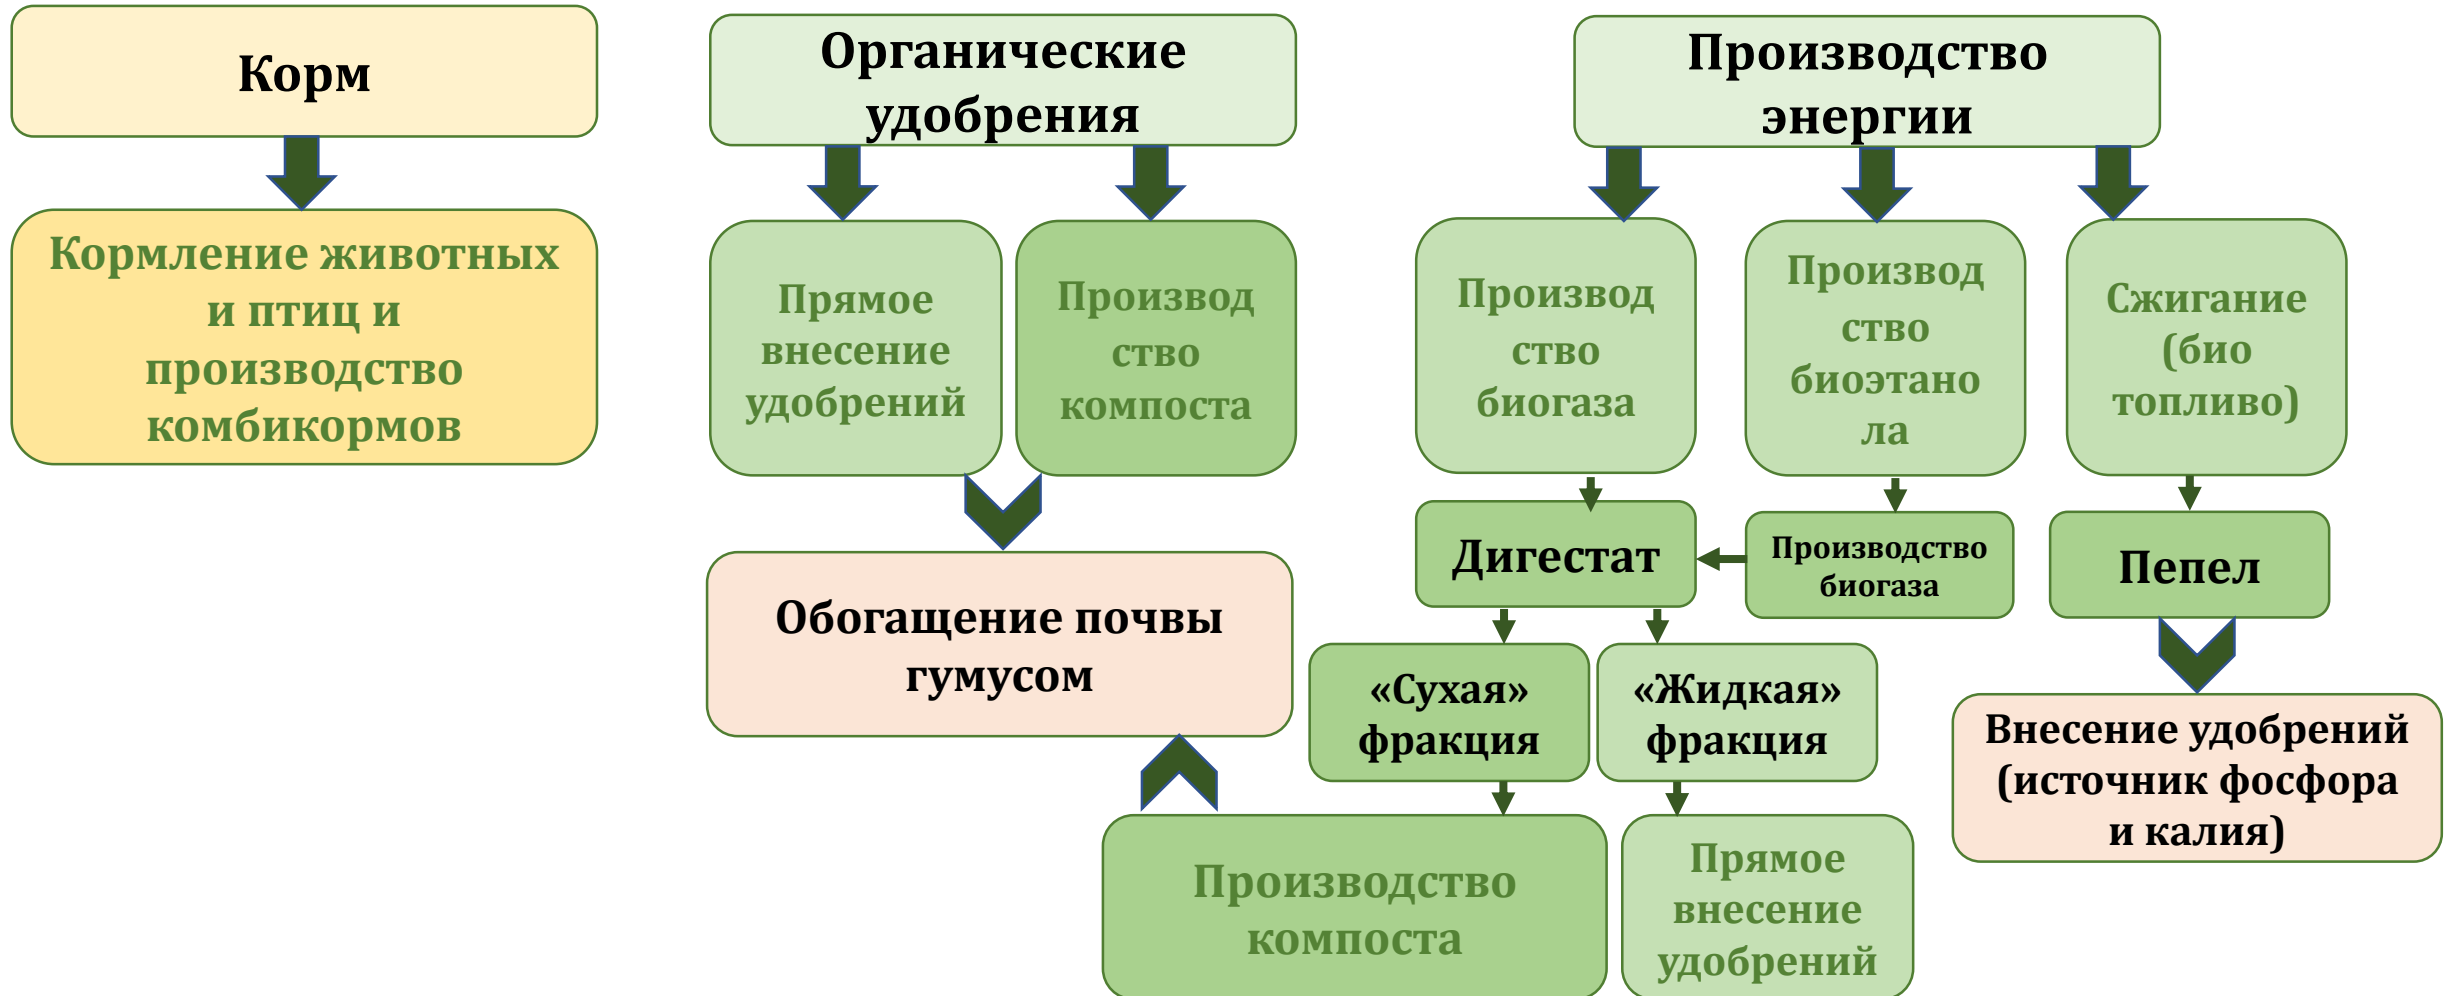 Корм
Кормление животных
и птиц и
производство
комбикормов
Органические
удобрения
Прямое
внесение
удобрений
Производ
ство
компоста
Обогащение почвы
гумусом
Производство
энергии
Производ
ство
биогаза
Производ
ство
биоэтано
ла
Сжигание
(био
топливо)
Дигестат
Производство
биогаза
Пепел
«Сухая»
фракция
«Жидкая»
фракция
Внесение удобрений
(источник фосфора
и калия)
Производство
компоста
Прямое
внесение
удобрений